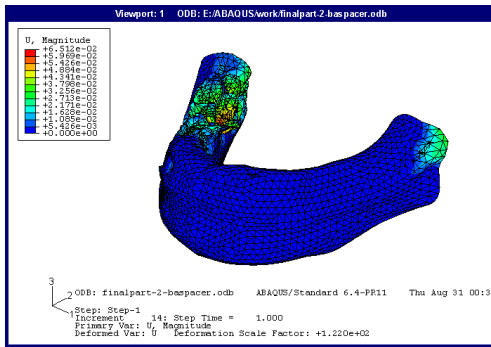 Viewport: 1 ODB: E:/ABAQUS/work/finalpart-2-baspacer.odb
U, Magnitude
+6.512e-02
+5.969e-02
+5.426e-02
+4.884e-02
+4.341e-02
+3.798e-02
+3.256e-02
+2.713e-02
+2.171e-02
+1.628e-02
+1.085e-02
+5.426e-03
+0.000e+00
3
2
1
ODB: finalpart-2-baspacer.odb ABAQUS/Standard 6.4-PR11 Thu Aug 31 00:3
Step: Step-1
Increment 14: Step Time = 1.000
Primary Var: U, Magnitude
Deformed Var: U Deformation Scale Factor: +1.220e+02